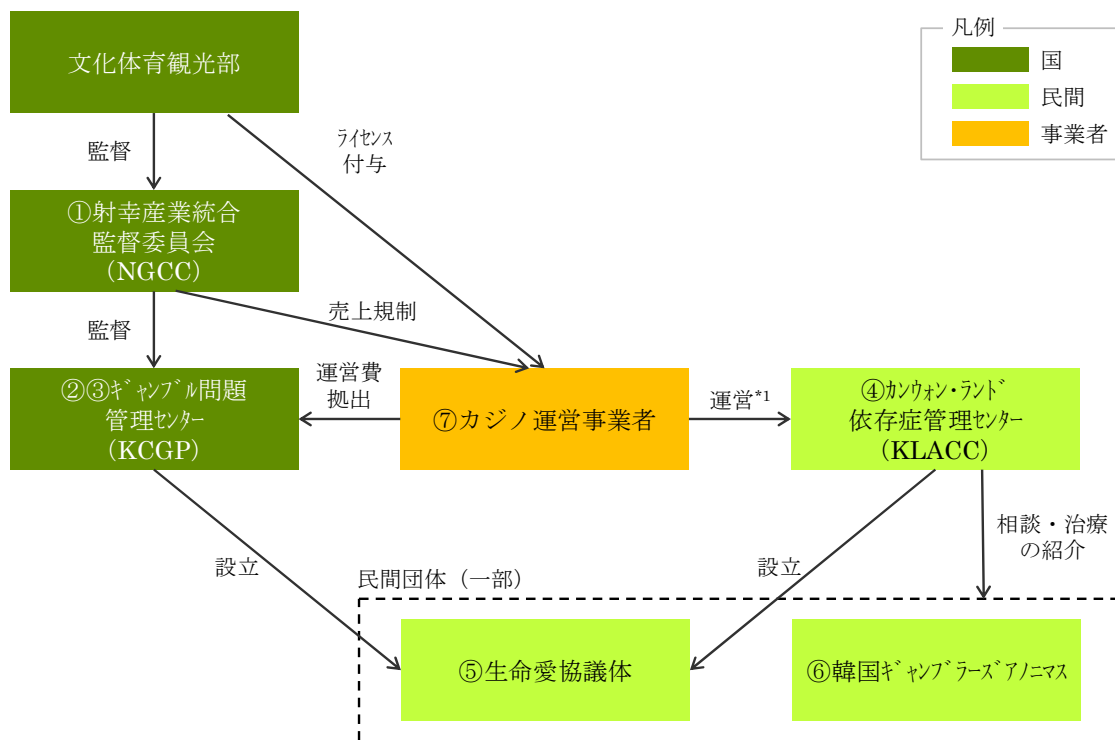 凡例
国
民間
事業者
文化体育観光部
監督
ﾗｲｾﾝｽ
付与
①射幸産業統合
監督委員会
(NGCC)
監督
売上規制
②③ｷﾞｬﾝﾌﾞﾙ問題
管理センター
(KCGP)
運営費
拠出
⑦カジノ運営事業者
運営*1
④ｶﾝｳｫﾝ･ﾗﾝﾄﾞ
依存症管理ｾﾝﾀｰ
(KLACC)
設立
設立
相談・治療
の紹介
民間団体（一部）
⑤生命愛協議体
⑥韓国ｷﾞｬﾝﾌﾞﾗｰｽﾞｱﾉﾆﾏｽ